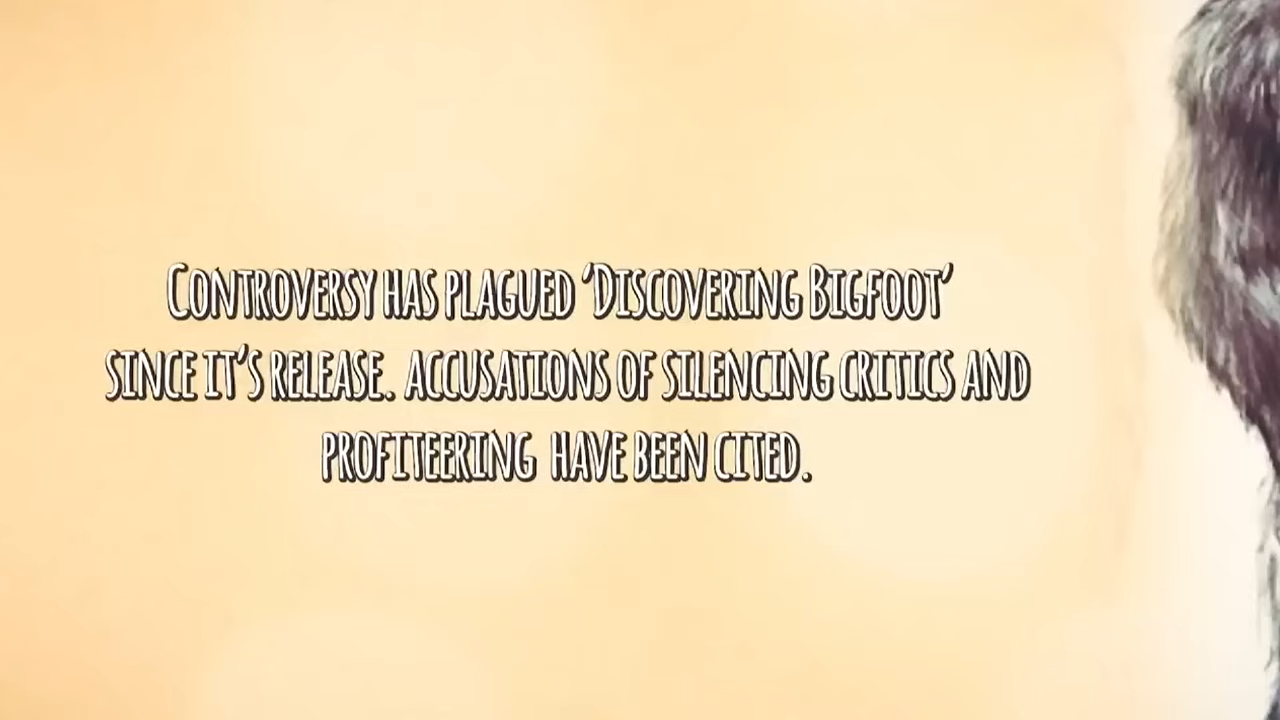 Controversy has plagued ‘Discovering Bigfoot’
since it’s release. accusations of silencing critics and
profiteering  have been cited.